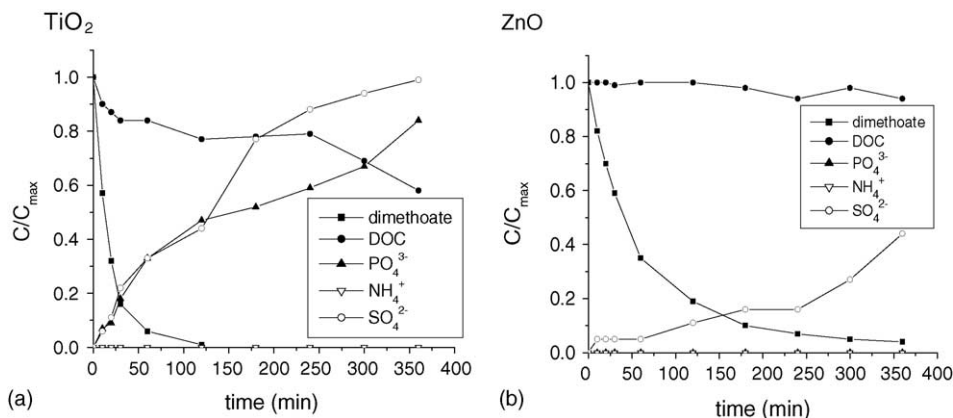 TiO₂
C/Cₘₐₓ
1.0
0.8
0.6
0.4
0.2
0.0
dimethoate
DOC
PO₄³⁻
NH₄⁺
SO₄²⁻
0 50 100 150 200 250 300 350 400
(a)
time (min)
ZnO
C/Cₘₐₓ
1.0
0.8
0.6
0.4
0.2
0.0
dimethoate
DOC
PO₄³⁻
NH₄⁺
SO₄²⁻
0 50 100 150 200 250 300 350 400
(b)
time (min)